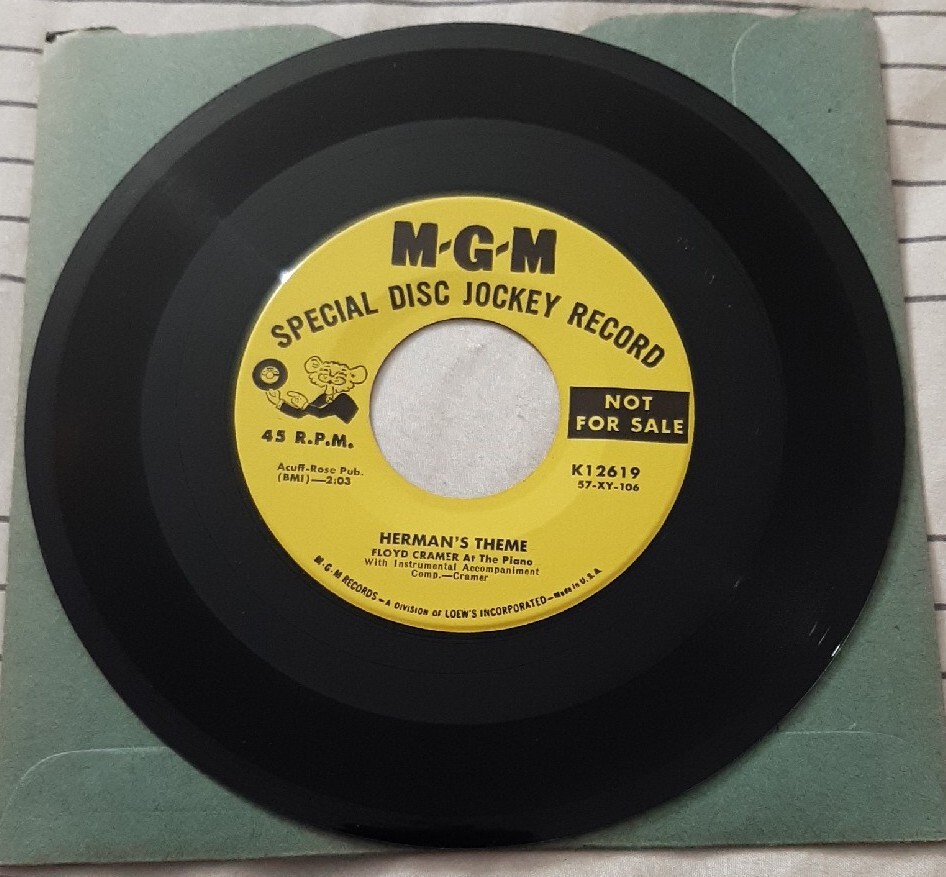 M-G-M
SPECIAL DISC JOCKEY RECORD
NOT
FOR SALE
45 R.P.M.
Acuff-Rose Pub.
(BMI)—2:03
K12619
57-XY-106
HERMAN'S THEME
FLOYD CRAMER At The Piano
With Instrumental Accompaniment
Comp.—Cramer
M-G-M RECORDS—A DIVISION OF LOEW'S INCORPORATED—Made in U.S.A.